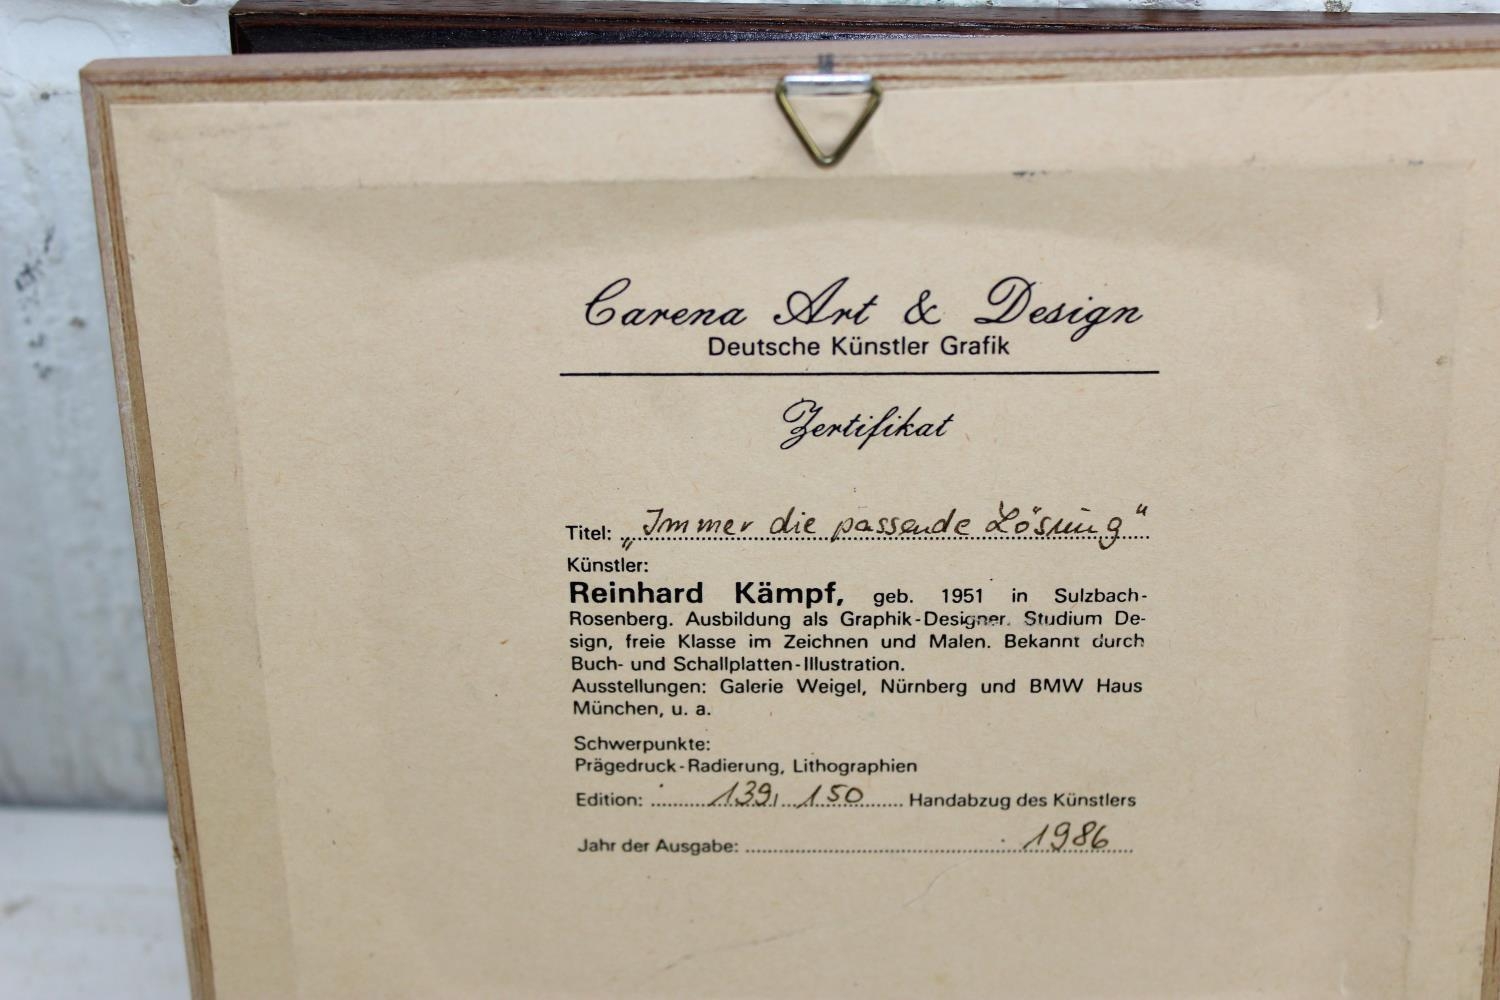 Carena Art & Design
Deutsche Künstler Grafik
Zertifikat
Titel: „Immer die passende Lösung“
Künstler:
Reinhard Kämpf, geb. 1951 in Sulzbach-
Rosenberg. Ausbildung als Graphik-Designer. Studium De-
sign, freie Klasse im Zeichnen und Malen. Bekannt durch
Buch- und Schallplatten-Illustration.
Ausstellungen: Galerie Weigel, Nürnberg und BMW Haus
München, u. a.
Schwerpunkte:
Prägedruck-Radierung, Lithographien
Edition: 139, 150 Handabzug des Künstlers
Jahr der Ausgabe: 1986